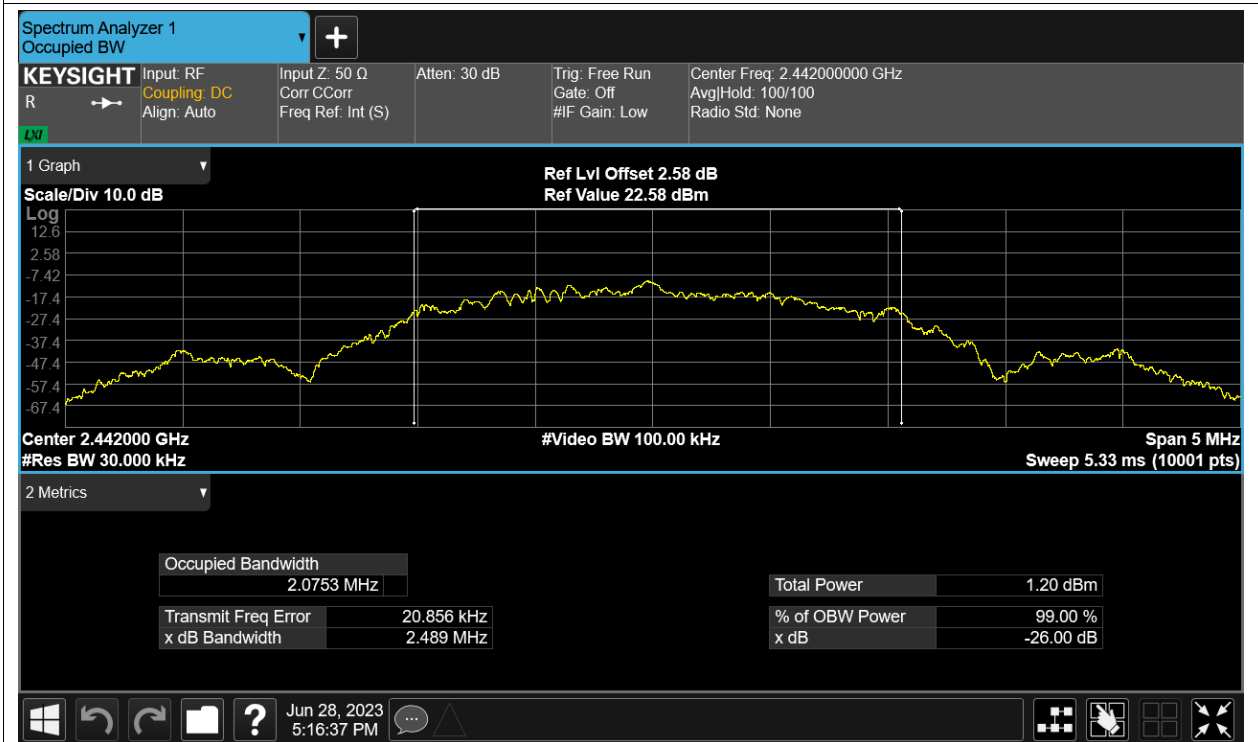 Spectrum Analyzer 1
Occupied BW
KEYSIGHT
R
LXI
Input: RF
Coupling: DC
Align: Auto
Input Z: 50 Ω
Corr CCorr
Freq Ref: Int (S)
Atten: 30 dB
Trig: Free Run
Gate: Off
#IF Gain: Low
Center Freq: 2.442000000 GHz
Avg|Hold: 100/100
Radio Std: None
1 Graph
Scale/Div 10.0 dB
Ref Lvl Offset 2.58 dB
Ref Value 22.58 dBm
Log
12.6
2.58
-7.42
-17.4
-27.4
-37.4
-47.4
-57.4
-67.4
Center 2.442000 GHz
#Video BW 100.00 kHz
Span 5 MHz
#Res BW 30.000 kHz
Sweep 5.33 ms (10001 pts)
2 Metrics
Occupied Bandwidth
2.0753 MHz
Total Power 1.20 dBm
Transmit Freq Error 20.856 kHz
% of OBW Power 99.00 %
x dB Bandwidth 2.489 MHz
x dB -26.00 dB
?
Jun 28, 2023
5:16:37 PM